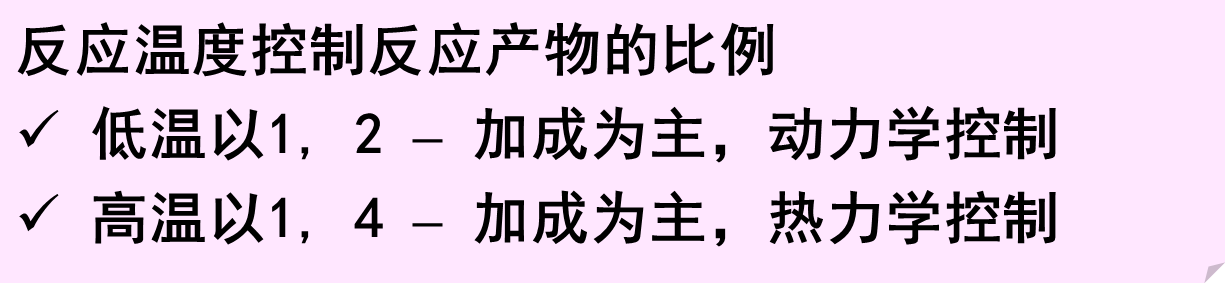 反应温度控制反应产物的比例
✓ 低温以1, 2 – 加成为主，动力学控制
✓ 高温以1, 4 – 加成为主，热力学控制